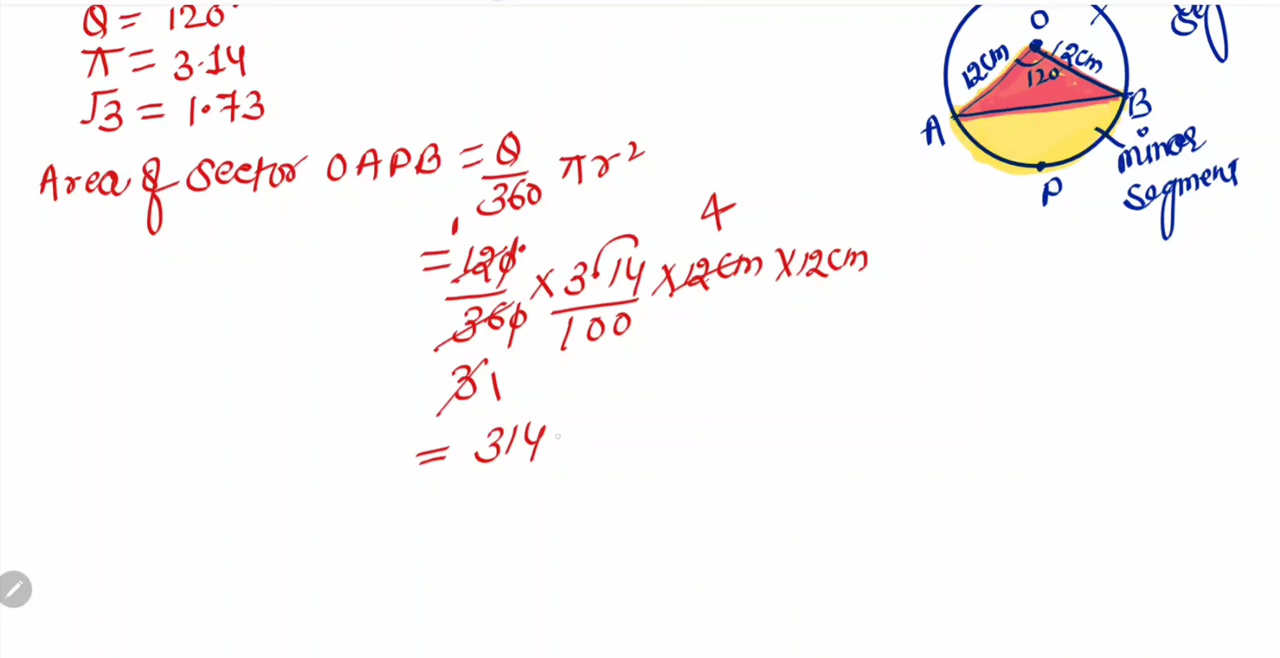 θ = 120°
π = 3.14
√3 = 1.73
Area of Sector OAPB = θ/360 πr²
= 120°/360 × 3.14/100 × 12cm × 12cm
1
4
3 1
= 314
O
12cm
12cm
120
A
B
P
minor
segment